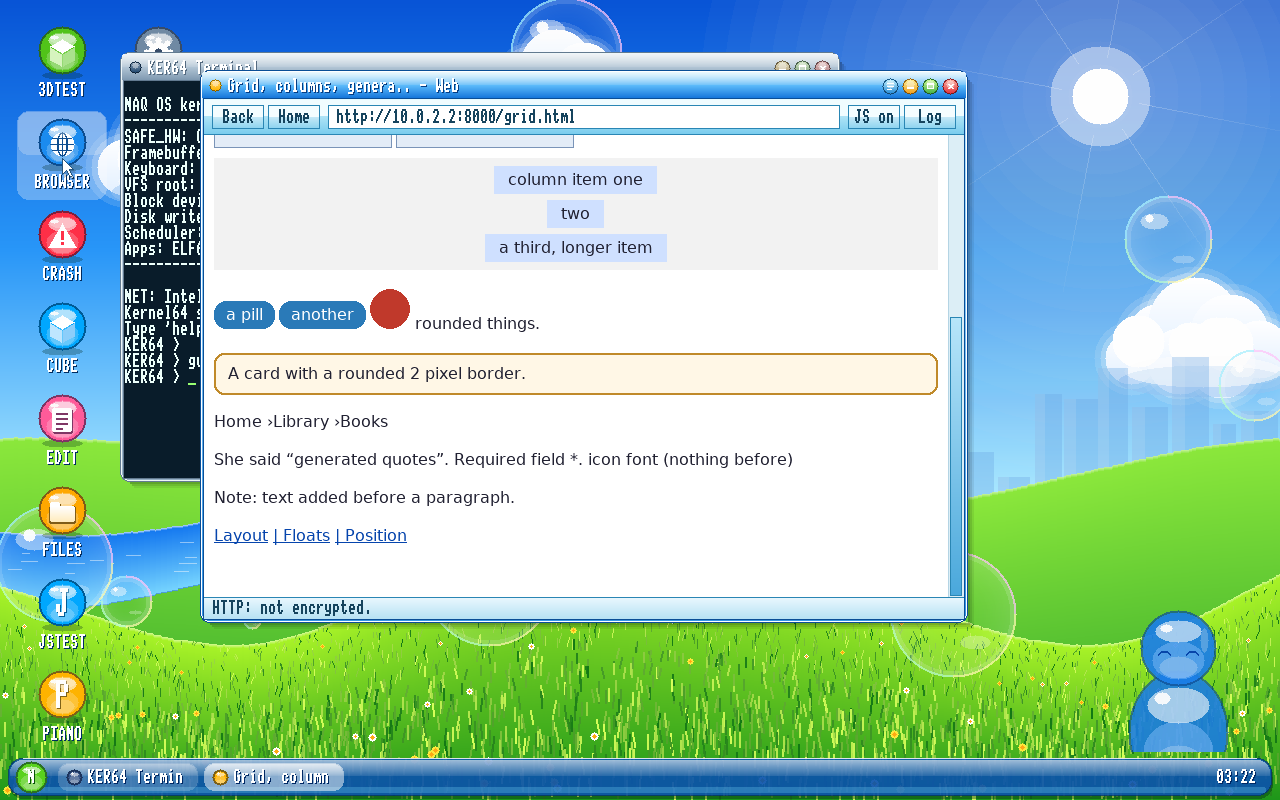 3DTEST
BROWSER
CRASH
CUBE
EDIT
FILES
J
JSTEST
P
PIANO
KER64 Terminal
NAQ OS ker
SAFE_HW: 
Framebuffe
Keyboard:
VFS root:
Block devi
Disk write
Scheduler:
Apps: ELF6
NET: Intel
Kernel64 s
Type 'help
KER64 >
KER64 > gu
KER64 > _
Grid, columns, genera.. - Web
Back Home http://10.0.2.2:8000/grid.html JS on Log
column item one
two
a third, longer item
a pill another rounded things.
A card with a rounded 2 pixel border.
Home ›Library ›Books
She said “generated quotes”. Required field *. icon font (nothing before)
Note: text added before a paragraph.
Layout | Floats | Position
HTTP: not encrypted.
N KER64 Termin Grid, column 03:22